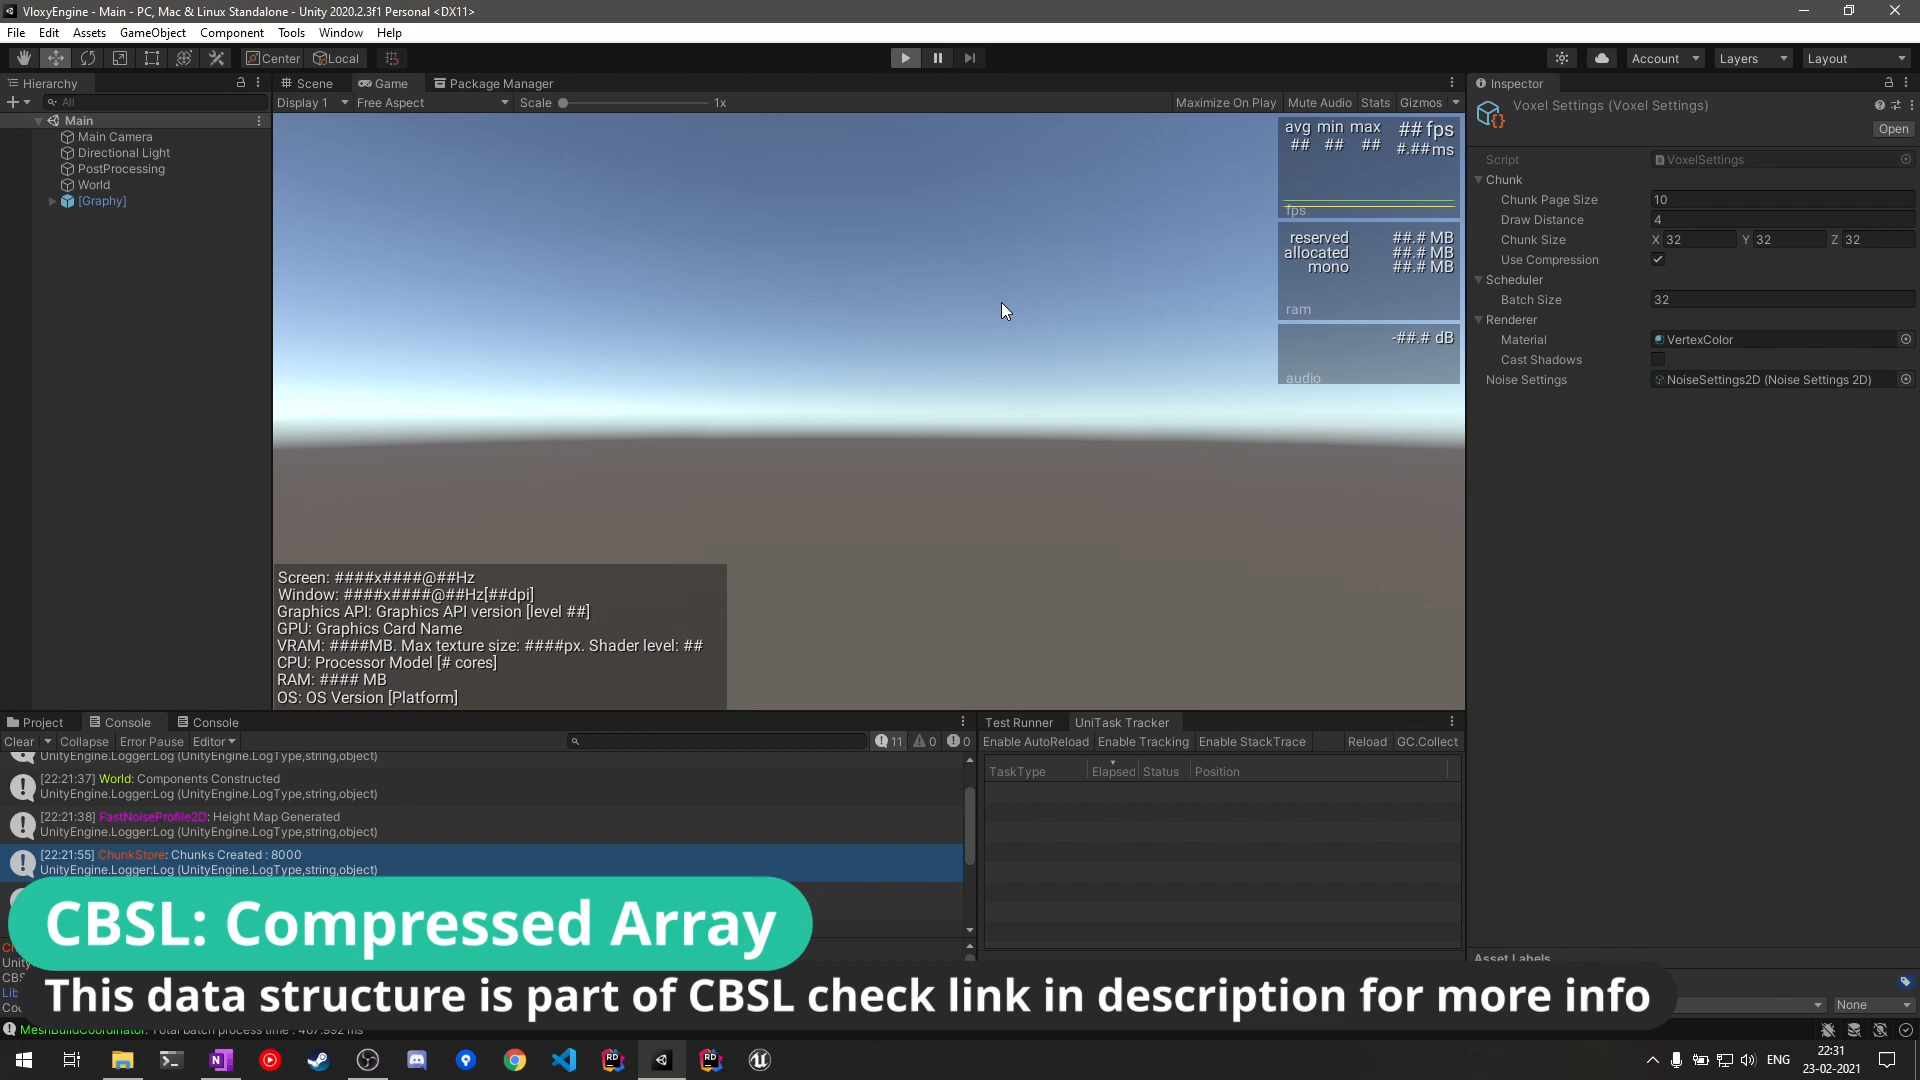 VloxyEngine - Main - PC, Mac & Linux Standalone - Unity 2020.2.3f1 Personal <DX11>
File Edit Assets GameObject Component Tools Window Help
Center Local
Account Layers Layout
Hierarchy
Scene Game Package Manager
Inspector
All
Display 1 Free Aspect Scale 1x Maximize On Play Mute Audio Stats Gizmos
Voxel Settings (Voxel Settings)
Open
Main
Main Camera
Directional Light
PostProcessing
World
[Graphy]
avg min max ## fps
## ## ## #.## ms
fps
reserved ##.# MB
allocated ##.# MB
mono ##.# MB
ram
-##.# dB
audio
Script VoxelSettings
Chunk
Chunk Page Size 10
Draw Distance 4
Chunk Size X 32 Y 32 Z 32
Use Compression
Scheduler
Batch Size 32
Renderer
Material VertexColor
Cast Shadows
Noise Settings NoiseSettings2D (Noise Settings 2D)
Screen: ####x####@##Hz
Window: ####x####@##Hz[##dpi]
Graphics API: Graphics API version [level ##]
GPU: Graphics Card Name
VRAM: ####MB. Max texture size: ####px. Shader level: ##
CPU: Processor Model [# cores]
RAM: #### MB
OS: OS Version [Platform]
Project Console Console
Clear Collapse Error Pause Editor 11 0 0
UnityEngine.Logger:Log (UnityEngine.LogType,string,object)
[22:21:37] World: Components Constructed
UnityEngine.Logger:Log (UnityEngine.LogType,string,object)
[22:21:38] FastNoiseProfile2D: Height Map Generated
UnityEngine.Logger:Log (UnityEngine.LogType,string,object)
[22:21:55] ChunkStore: Chunks Created : 8000
UnityEngine.Logger:Log (UnityEngine.LogType,string,object)
Test Runner UniTask Tracker
Enable AutoReload Enable Tracking Enable StackTrace Reload GC.Collect
TaskType Elapsed Status Position
CBSL: Compressed Array
This data structure is part of CBSL check link in description for more info
Asset Labels
None
MeshBuildCoordinator: Total batch process time : 467.992 ms
ENG
22:31
23-02-2021